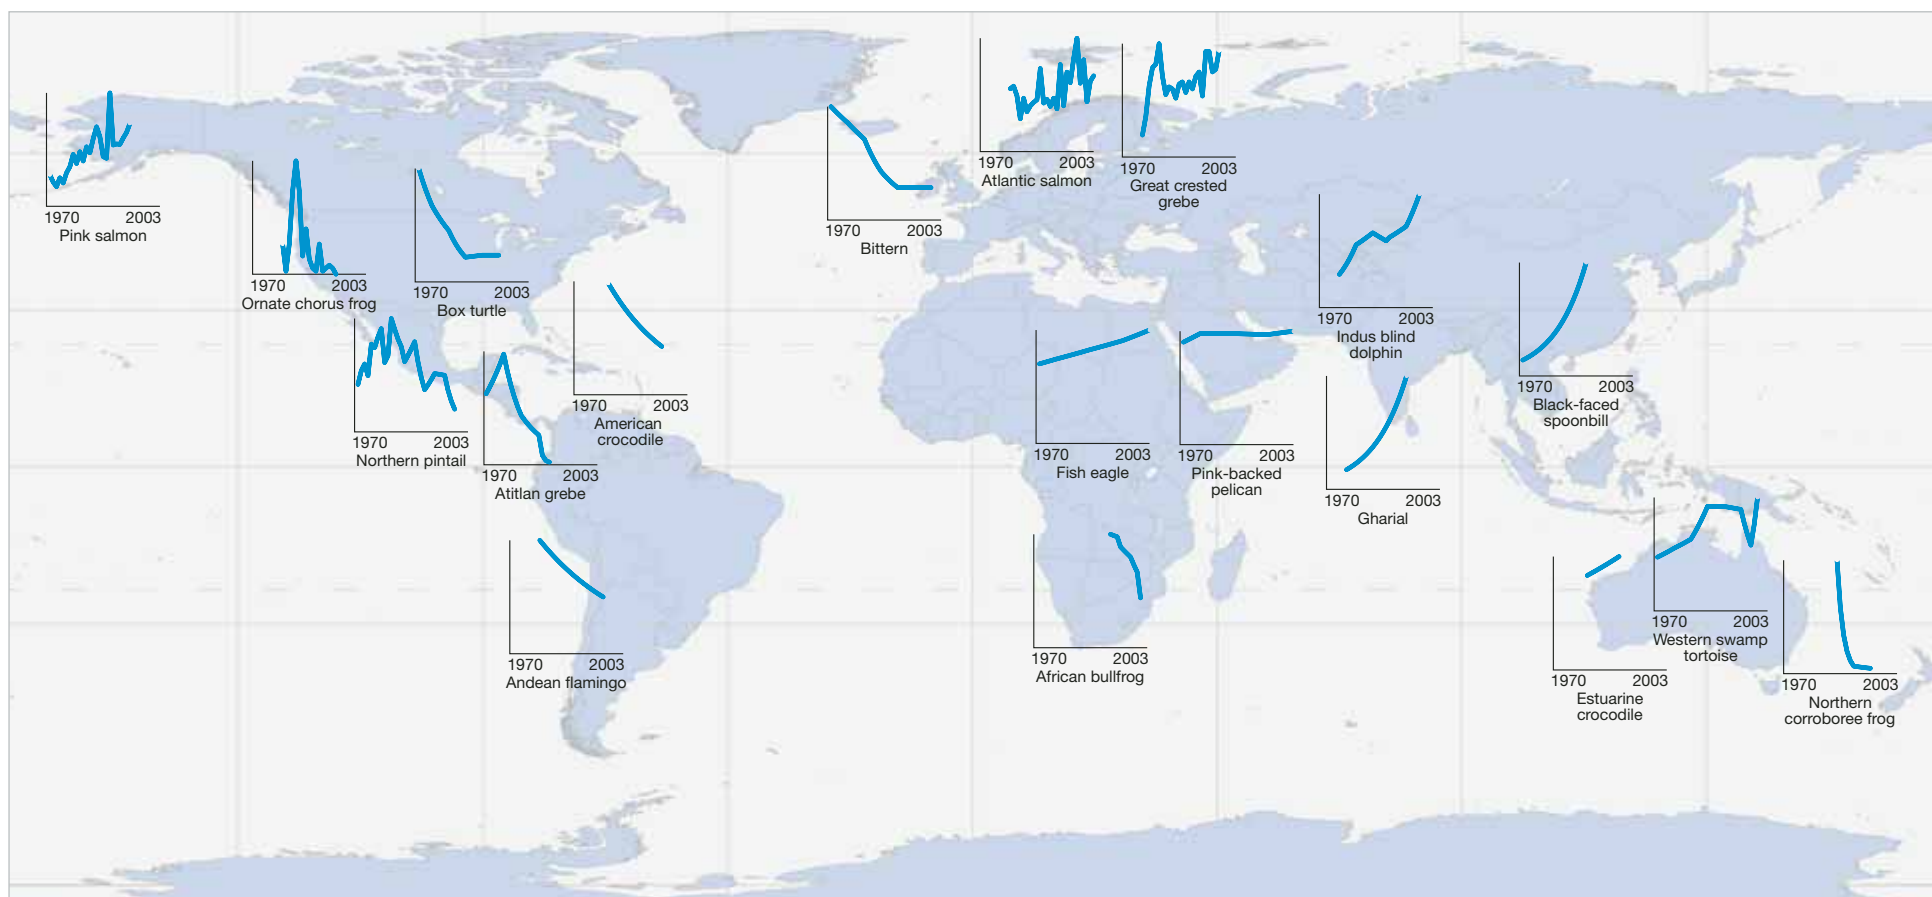 1970 2003
Pink salmon
1970 2003
Ornate chorus frog
1970 2003
Box turtle
1970 2003
Northern pintail
1970 2003
Atitlan grebe
1970 2003
American
crocodile
1970 2003
Andean flamingo
1970 2003
Bittern
1970 2003
Atlantic salmon
1970 2003
Great crested
grebe
1970 2003
Fish eagle
1970 2003
Pink-backed
pelican
1970 2003
African bullfrog
1970 2003
Indus blind
dolphin
1970 2003
Gharial
1970 2003
Black-faced
spoonbill
1970 2003
Estuarine
crocodile
1970 2003
Western swamp
tortoise
1970 2003
Northern
corroboree frog